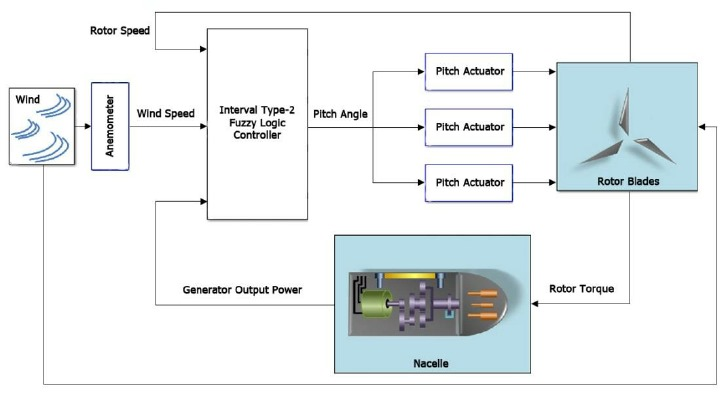 Rotor Speed
Wind
Anemometer
Wind Speed
Interval Type-2
Fuzzy Logic
Controller
Pitch Angle
Pitch Actuator
Pitch Actuator
Pitch Actuator
Rotor Blades
Generator Output Power
Rotor Torque
Nacelle